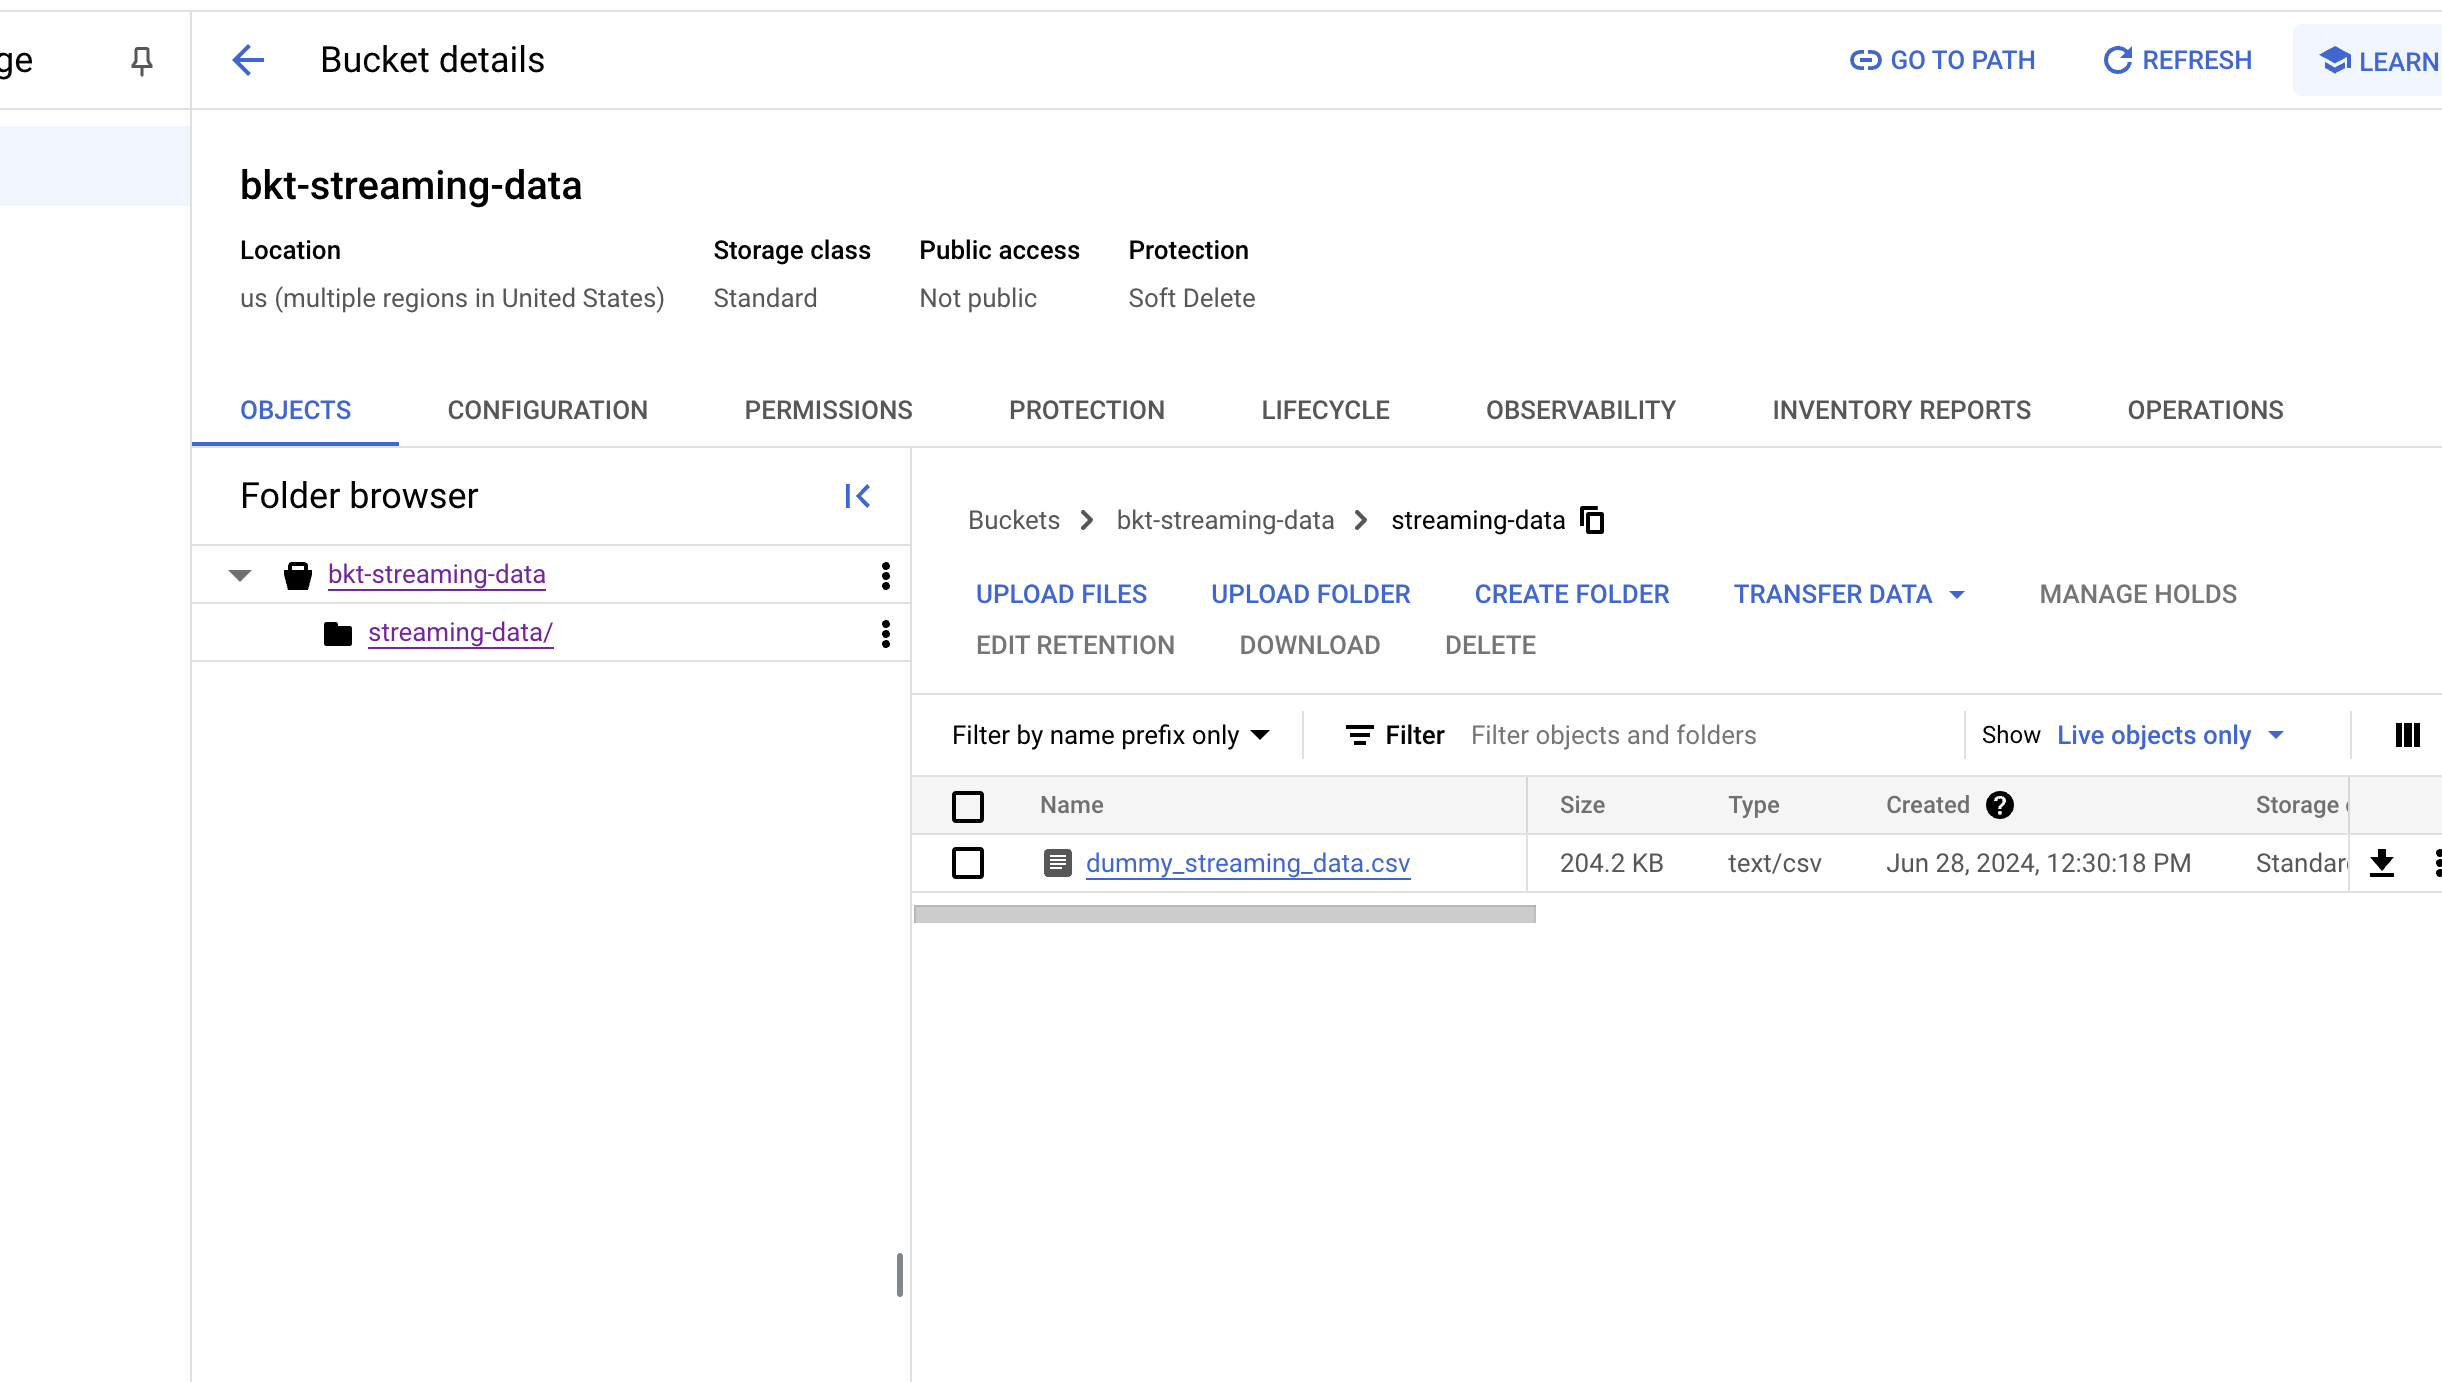 ge
Bucket details
GO TO PATH
REFRESH
LEARN
bkt-streaming-data
Location
Storage class
Public access
Protection
us (multiple regions in United States)
Standard
Not public
Soft Delete
OBJECTS
CONFIGURATION
PERMISSIONS
PROTECTION
LIFECYCLE
OBSERVABILITY
INVENTORY REPORTS
OPERATIONS
Folder browser
bkt-streaming-data
streaming-data/
Buckets
bkt-streaming-data
streaming-data
UPLOAD FILES
UPLOAD FOLDER
CREATE FOLDER
TRANSFER DATA
MANAGE HOLDS
EDIT RETENTION
DOWNLOAD
DELETE
Filter by name prefix only
Filter
Filter objects and folders
Show
Live objects only
Name
Size
Type
Created
Storage
dummy_streaming_data.csv
204.2 KB
text/csv
Jun 28, 2024, 12:30:18 PM
Standar